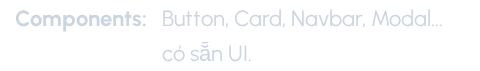 Components: Button, Card, Navbar, Modal...
có sẵn UI.